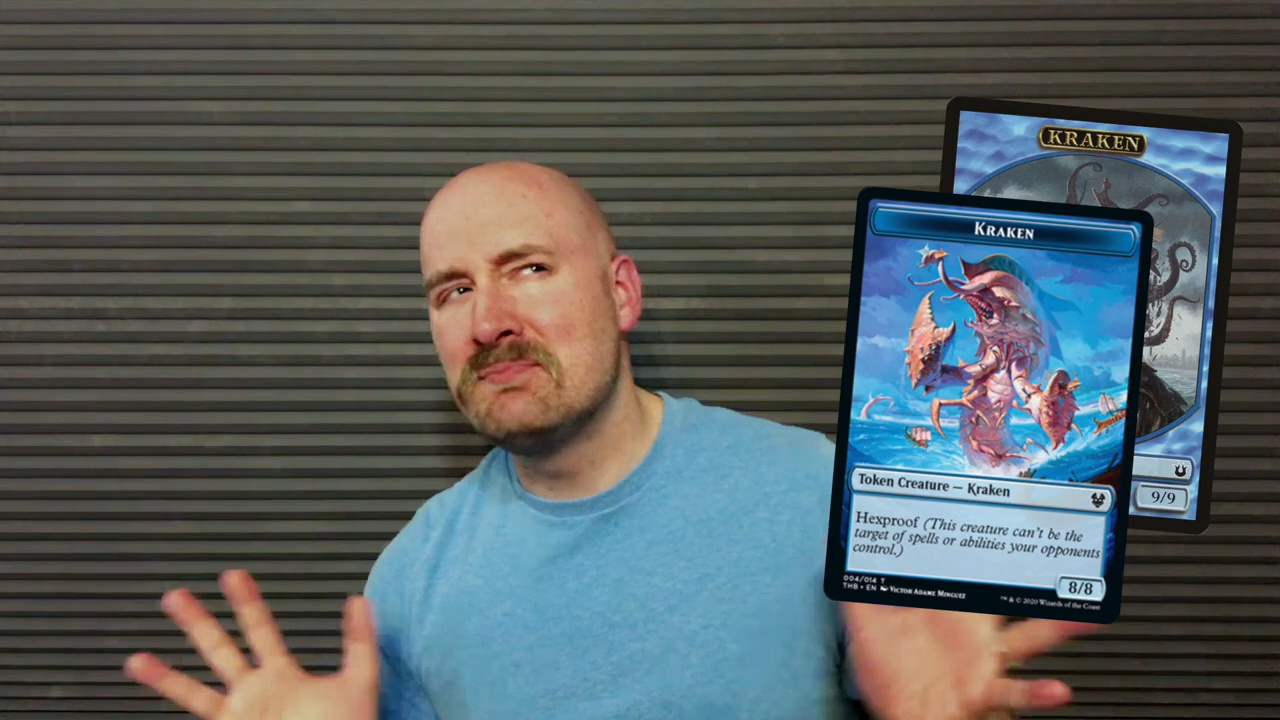 KRAKEN
9/9
KRAKEN
Token Creature — Kraken
Hexproof (This creature can't be the
target of spells or abilities your opponents
control.)
8/8
004/014 T
THB • EN Victor Adame Minguez
™ & © 2020 Wizards of the Coast